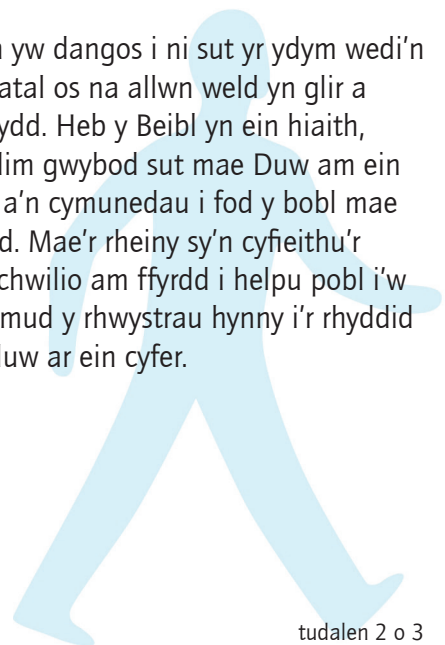 yw dangos i ni sut yr ydym wedi'n
atal os na allwn weld yn glir a
ydd. Heb y Beibl yn ein hiaith,
dim gwybod sut mae Duw am ein
a'n cymunedau i fod y bobl mae
d. Mae'r rheiny sy'n cyfieithu'r
chwilio am ffyrdd i helpu pobl i'w
mud y rhwystrau hynny i'r rhyddid
duw ar ein cyfer.
tudalen 2 o 3